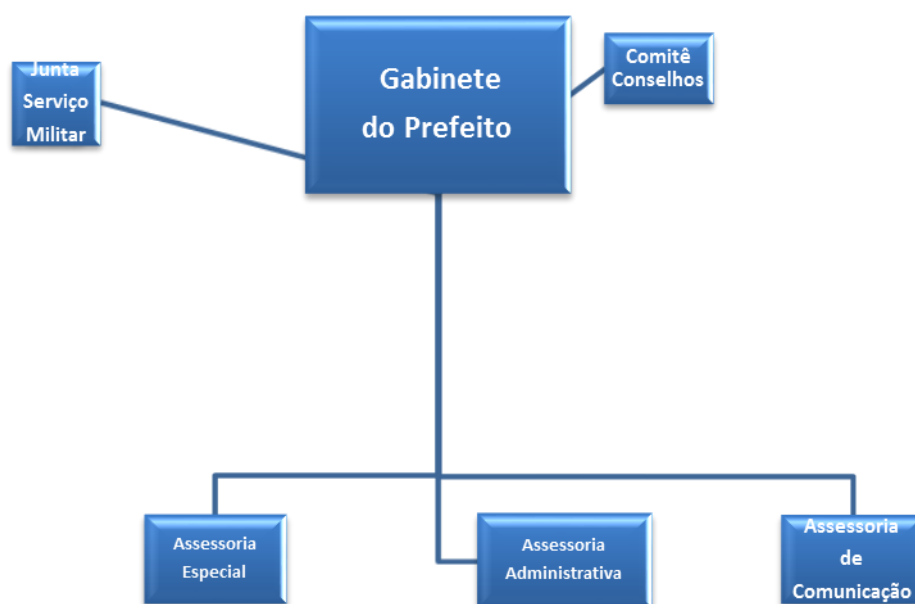 Junta
Serviço
Militar
Gabinete
do Prefeito
Comitê
Conselhos
Assessoria
Especial
Assessoria
Administrativa
Assessoria
de
Comunicação